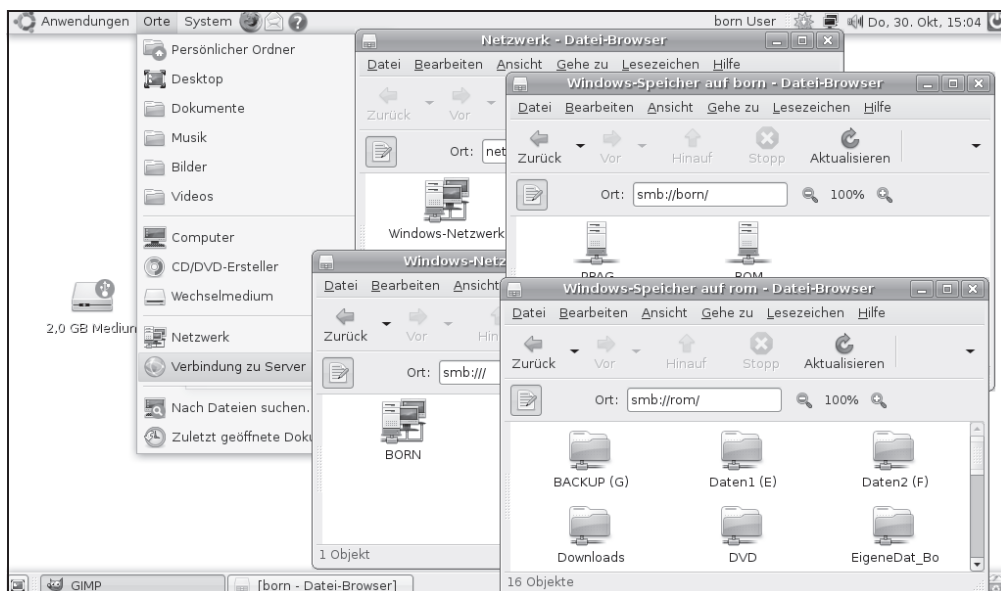 Anwendungen Orte System born User Do, 30. Okt, 15:04
Persönlicher Ordner
Desktop
Dokumente
Musik
Bilder
Videos
Computer
CD/DVD-Ersteller
Wechselmedium
Netzwerk
Verbindung zu Server
Nach Dateien suchen.
Zuletzt geöffnete Doku
2,0 GB Medium
Netzwerk - Datei-Browser
Datei Bearbeiten Ansicht Gehe zu Lesezeichen Hilfe
Zurück Vor
Ort: net
Windows-Netzwerk
Windows-Speicher auf born - Datei-Browser
Datei Bearbeiten Ansicht Gehe zu Lesezeichen Hilfe
Zurück Vor Hinauf Stopp Aktualisieren
Ort: smb://born/ 100%
PRAG ROM
Windows-Netz
Datei Bearbeiten Ansicht
Zurück Vor Hin
Ort: smb:///
BORN
1 Objekt
Windows-Speicher auf rom - Datei-Browser
Datei Bearbeiten Ansicht Gehe zu Lesezeichen Hilfe
Zurück Vor Hinauf Stopp Aktualisieren
Ort: smb://rom/ 100%
BACKUP (G) Daten1 (E) Daten2 (F)
Downloads DVD EigeneDat_Bo
16 Objekte
GIMP [born - Datei-Browser]